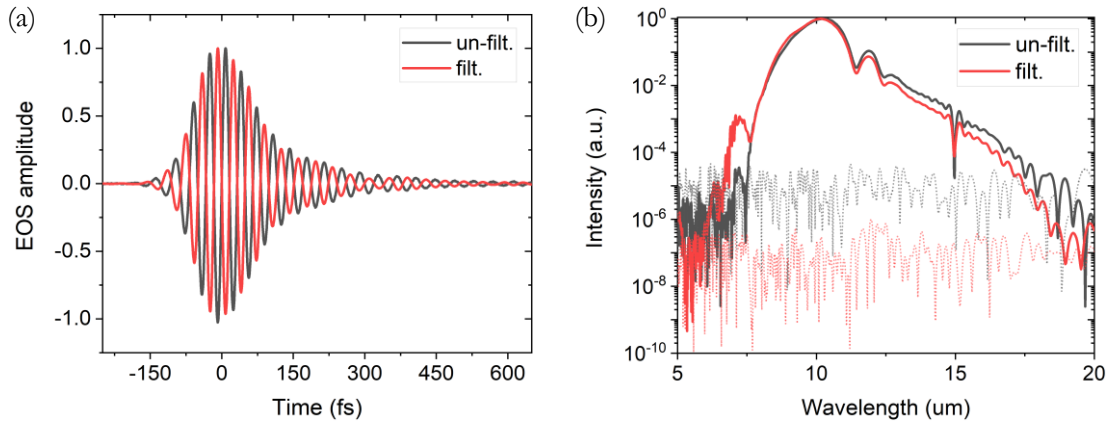 (a)
EOS amplitude
1.0
0.5
0.0
-0.5
-1.0
un-filt.
filt.
-150 0 150 300 450 600
Time (fs)
(b)
Intensity (a.u.)
10⁰
10⁻²
10⁻⁴
10⁻⁶
10⁻⁸
10⁻¹⁰
un-filt.
filt.
5 10 15 20
Wavelength (um)